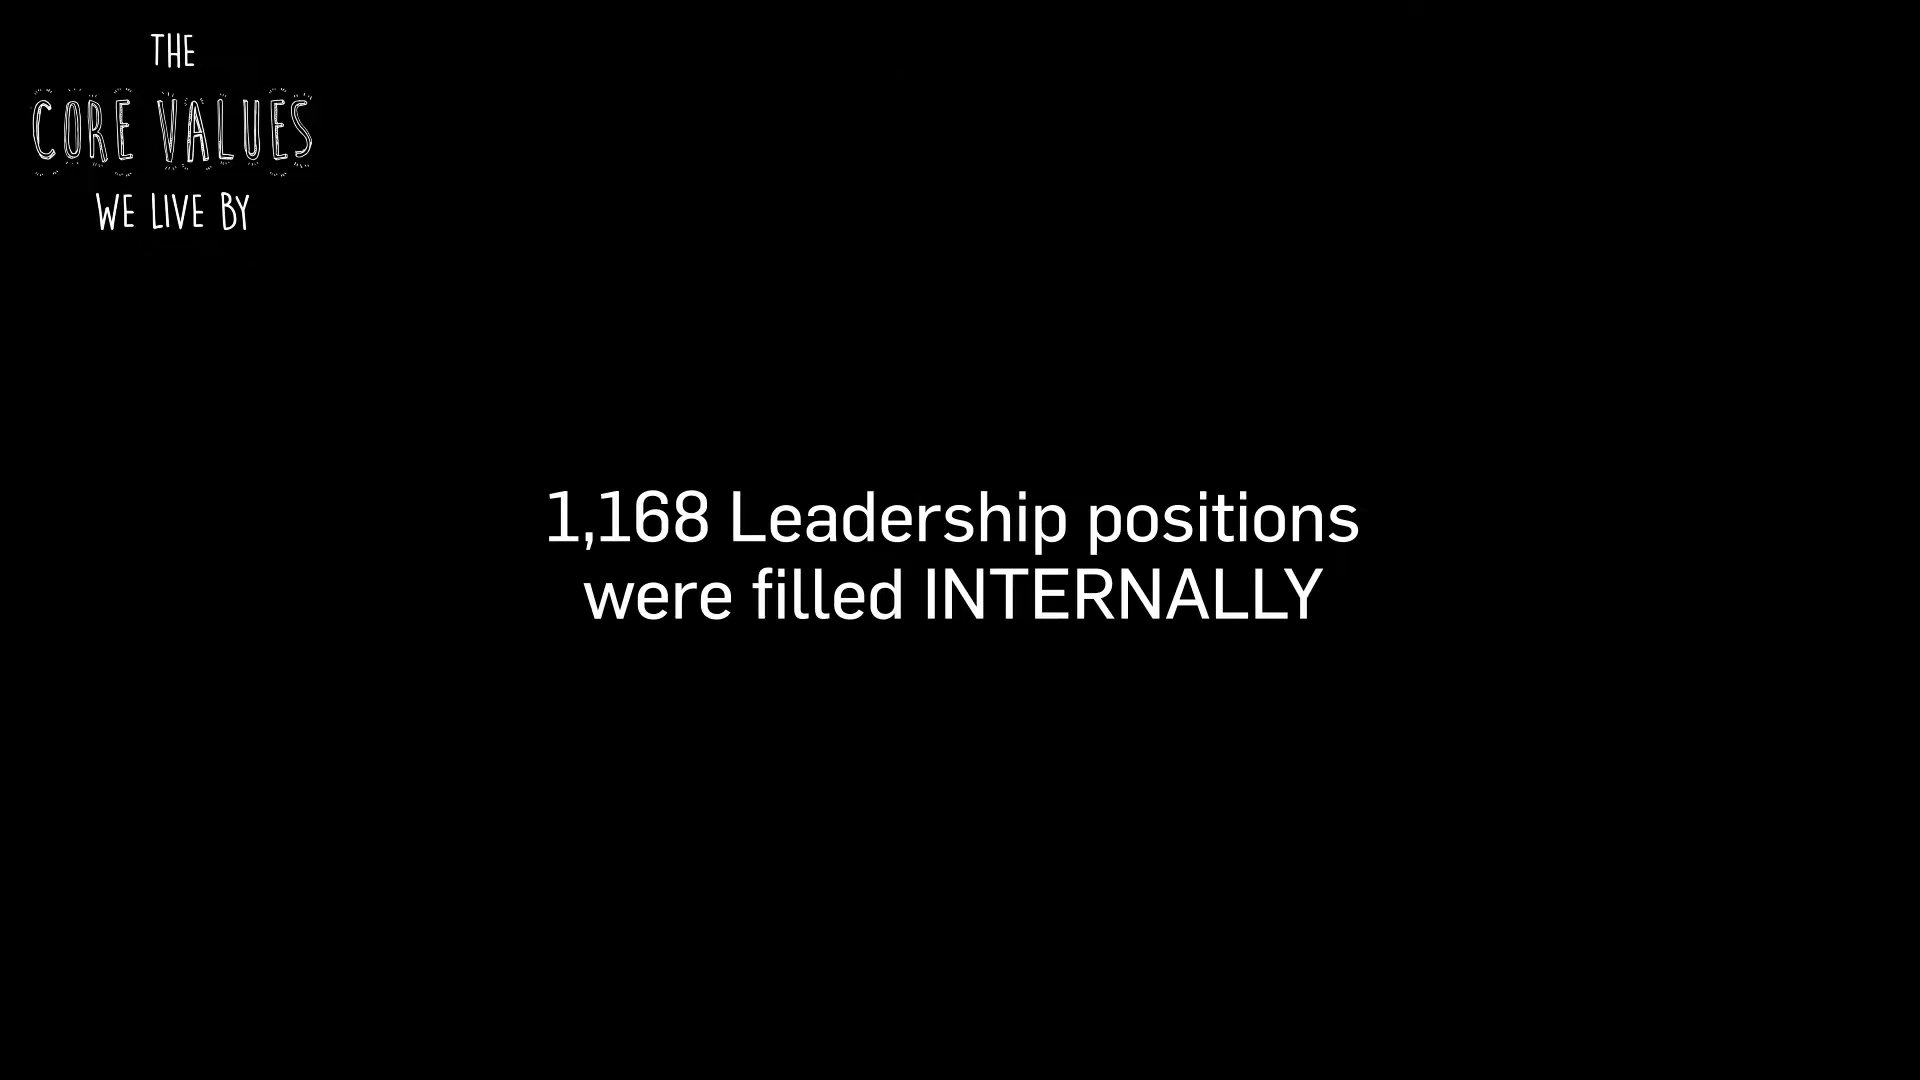 THE
CORE VALUES
WE LIVE BY
1,168 Leadership positions
were filled INTERNALLY